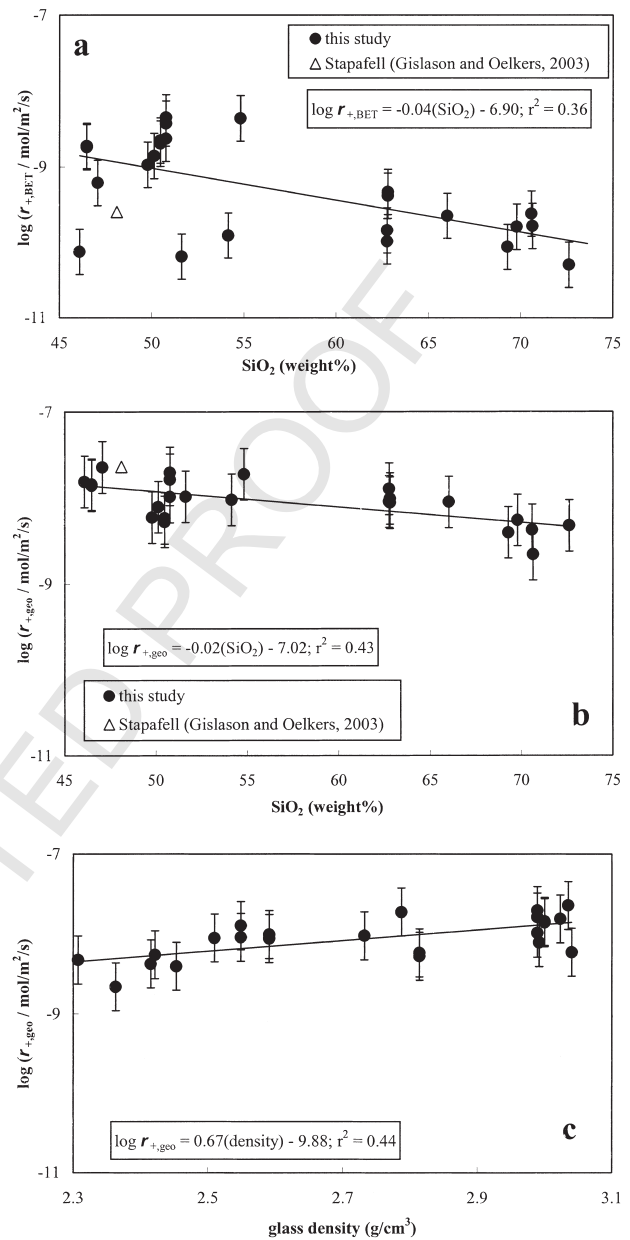 -7
a
● this study
△ Stapafell (Gislason and Oelkers, 2003)
log r+,BET = -0.04(SiO2) - 6.90; r2 = 0.36
log (r+,BET / mol/m2/s)
-9
-11
45 50 55 60 65 70 75
SiO2 (weight%)
-7
log (r+,geo / mol/m2/s)
-9
log r+,geo = -0.02(SiO2) - 7.02; r2 = 0.43
● this study
△ Stapafell (Gislason and Oelkers, 2003)
b
-11
45 50 55 60 65 70 75
SiO2 (weight%)
-7
log (r+,geo / mol/m2/s)
-9
log r+,geo = 0.67(density) - 9.88; r2 = 0.44
c
-11
2.3 2.5 2.7 2.9 3.1
glass density (g/cm3)
TED PROOF